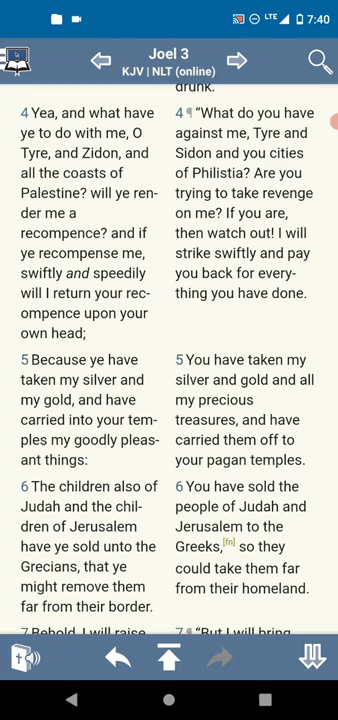 LTE 7:40
Joel 3
KJV | NLT (online)
drunk.
4 Yea, and what have
ye to do with me, O
Tyre, and Zidon, and
all the coasts of
Palestine? will ye ren-
der me a
recompence? and if
ye recompense me,
swiftly and speedily
will I return your rec-
ompence upon your
own head;
4 ¶ “What do you have
against me, Tyre and
Sidon and you cities
of Philistia? Are you
trying to take revenge
on me? If you are,
then watch out! I will
strike swiftly and pay
you back for every-
thing you have done.
5 Because ye have
taken my silver and
my gold, and have
carried into your tem-
ples my goodly pleas-
ant things:
5 You have taken my
silver and gold and all
my precious
treasures, and have
carried them off to
your pagan temples.
6 The children also of
Judah and the chil-
dren of Jerusalem
have ye sold unto the
Grecians, that ye
might remove them
far from their border.
6 You have sold the
people of Judah and
Jerusalem to the
Greeks,[fn] so they
could take them far
from their homeland.
7 Behold, I will raise
7 ¶ “But I will bring